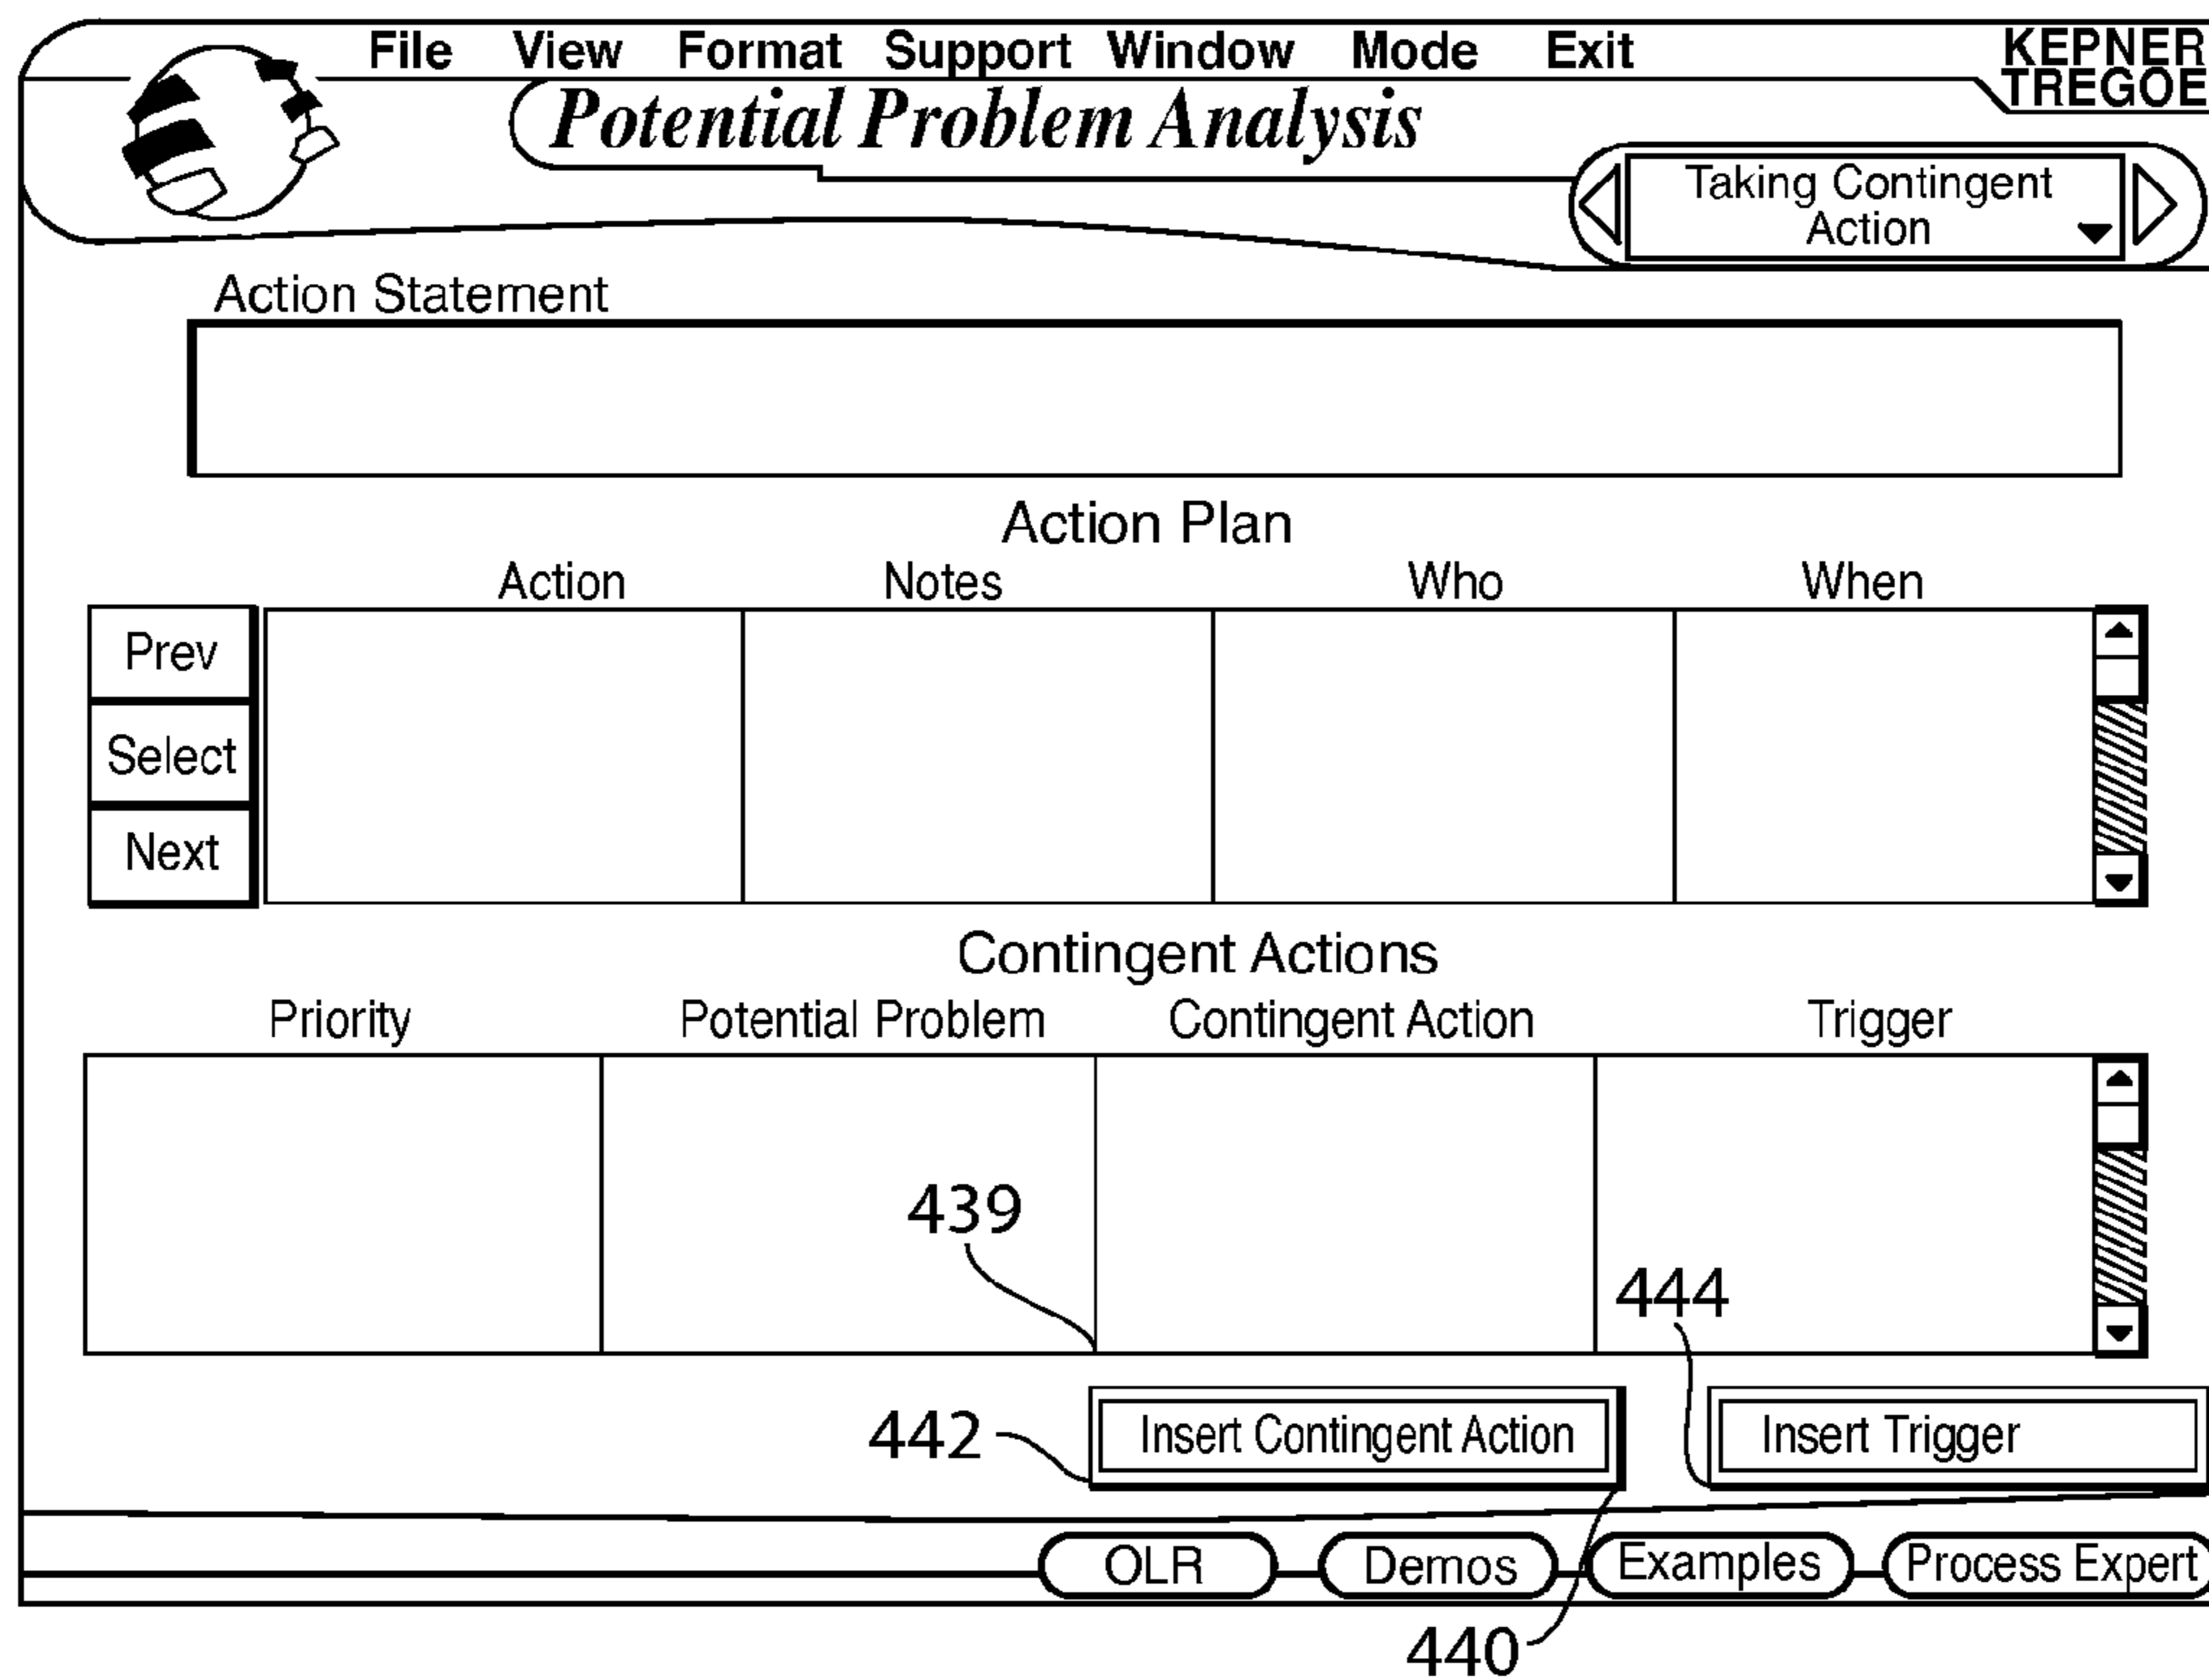 File View Format Support Window Mode Exit
KEPNER
TREGOE
Potential Problem Analysis
Taking Contingent
Action
Action Statement
Action Plan
Action Notes Who When
Prev
Select
Next
Contingent Actions
Priority Potential Problem Contingent Action Trigger
439
444
442
Insert Contingent Action Insert Trigger
OLR Demos Examples Process Expert
440